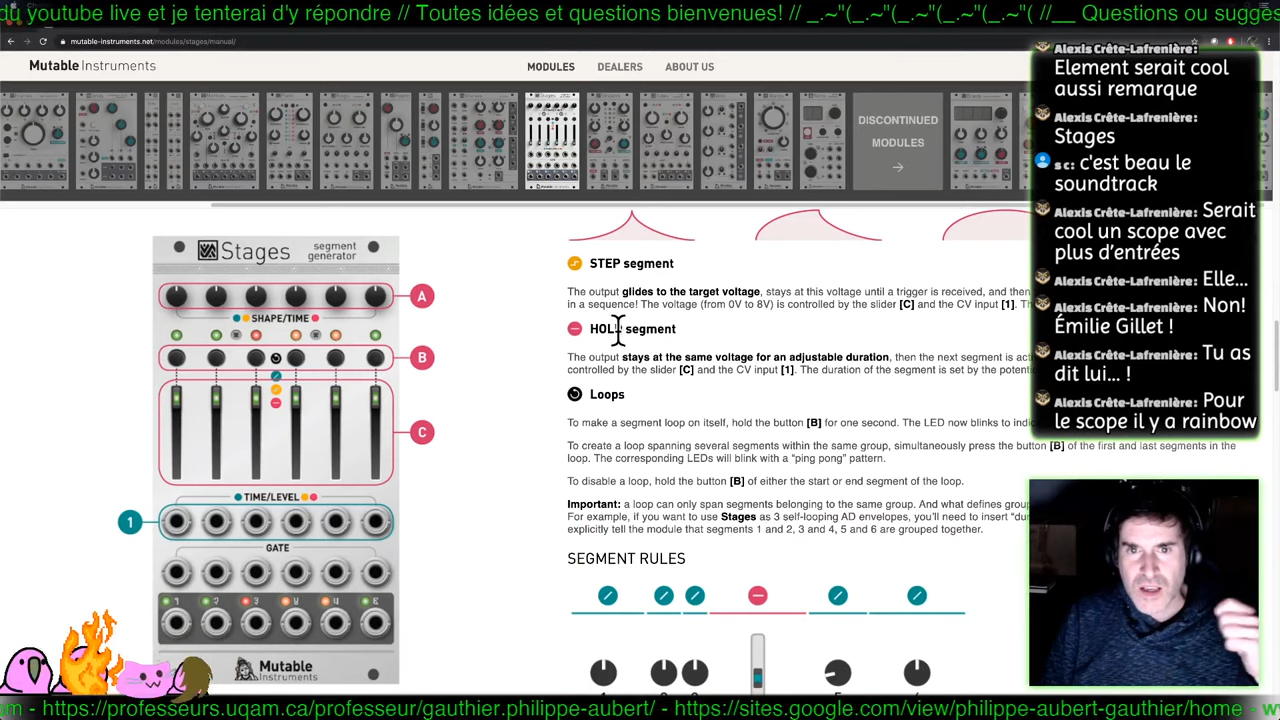 du youtube live et je tenterai d'y répondre // Toutes idées et questions bienvenues! // _.~"(_.~"(_.~"(_.~"(_.~"( //__ Questions ou sugges
mutable-instruments.net/modules/stages/manual/
Mutable Instruments
MODULES
DEALERS
ABOUT US
DISCONTINUED
MODULES
→
Stages
segment
generator
A
SHAPE/TIME
B
C
TIME/LEVEL
1
GATE
Mutable
Instruments
STEP segment
The output glides to the target voltage, stays at this voltage until a trigger is received, and then
in a sequence! The voltage (from 0V to 8V) is controlled by the slider [C] and the CV input [1]. Th
HOLD segment
The output stays at the same voltage for an adjustable duration, then the next segment is acti
controlled by the slider [C] and the CV input [1]. The duration of the segment is set by the potenti
Loops
To make a segment loop on itself, hold the button [B] for one second. The LED now blinks to indi
To create a loop spanning several segments within the same group, simultaneously press the button [B] of the first and last segments in the
loop. The corresponding LEDs will blink with a “ping pong” pattern.
To disable a loop, hold the button [B] of either the start or end segment of the loop.
Important: a loop can only span segments belonging to the same group. And what defines group
For example, if you want to use Stages as 3 self-looping AD envelopes, you'll need to insert "dum
explicitly tell the module that segments 1 and 2, 3 and 4, 5 and 6 are grouped together.
SEGMENT RULES
Alexis Crête-Lafrenière:
Element serait cool
aussi remarque
Alexis Crête-Lafrenière:
Stages
s c: c'est beau le
soundtrack
Alexis Crête-Lafrenière: Serait
cool un scope avec
plus d'entrées
Alexis Crête-Lafrenière: Elle...
Alexis Crête-Lafrenière: Non!
Émilie Gillet !
Alexis Crête-Lafrenière: Tu as
dit lui... !
Alexis Crête-Lafrenière: Pour
le scope il y a rainbow
om - https://professeurs.uqam.ca/professeur/gauthier.philippe-aubert/ - https://sites.google.com/view/philippe-aubert-gauthier/home - w